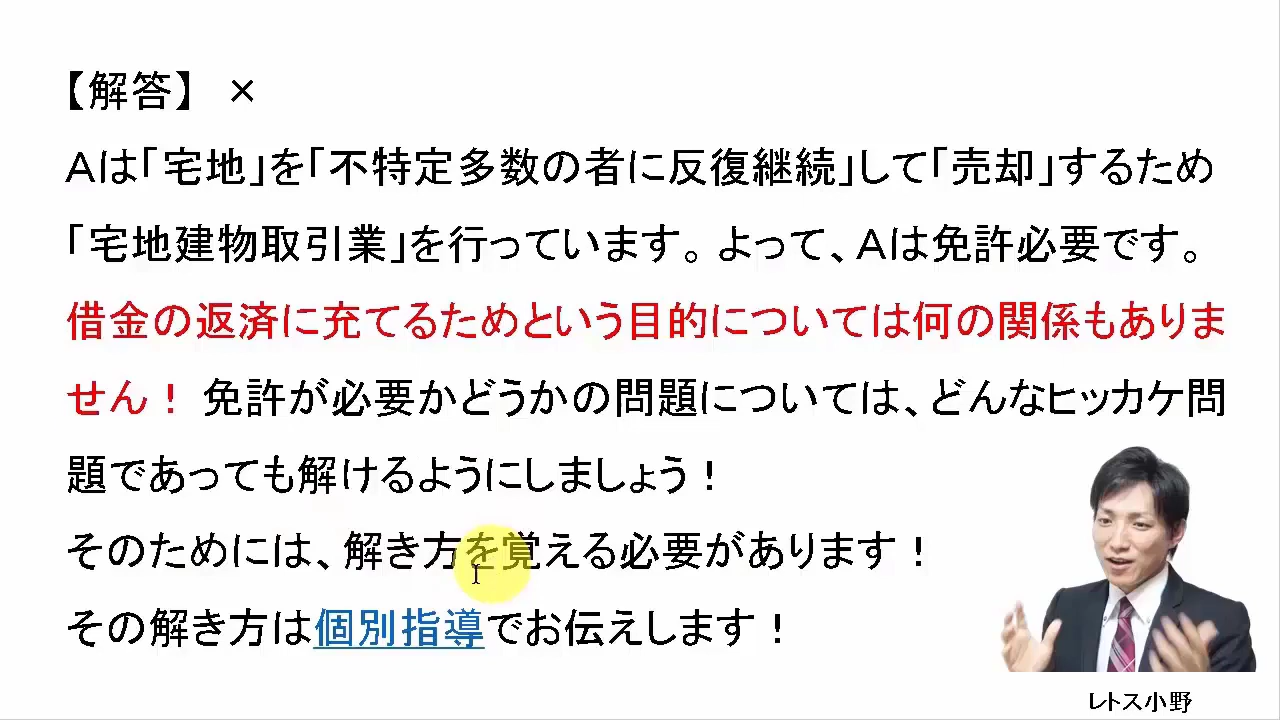 【解答】 ×
Aは「宅地」を「不特定多数の者に反復継続」して「売却」するため
「宅地建物取引業」を行っています。よって、Aは免許必要です。
借金の返済に充てるためという目的については何の関係もありま
せん! 免許が必要かどうかの問題については、どんなヒッカケ問
題であっても解けるようにしましょう!
そのためには、解き方を覚える必要があります!
その解き方は個別指導でお伝えします!
レトス小野